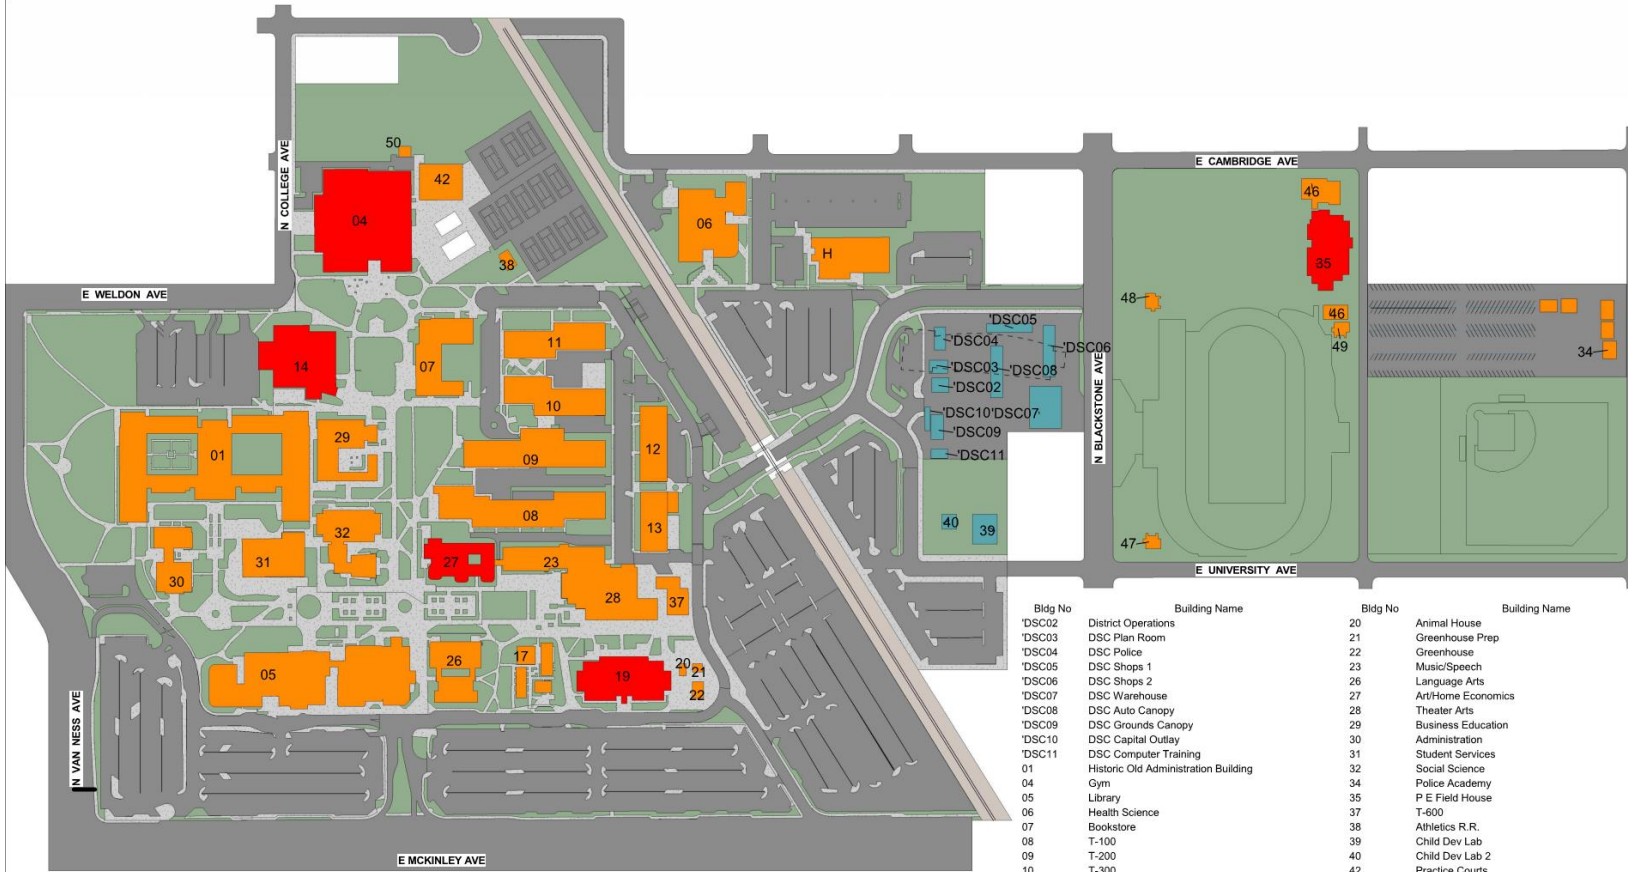 50
42
N COLLEGE AVE
04
38
06
H
E CAMBRIDGE AVE
46
35
E WELDON AVE
48
46
49
34
'DSC05
'DSC04
'DSC06
'DSC03
'DSC08
'DSC02
'DSC10
'DSC07
'DSC09
'DSC11
N BLACKSTONE AVE
11
07
14
10
12
29
01
09
08
13
32
31
27
23
30
28
37
40
39
47
E UNIVERSITY AVE
26
17
05
19
20
21
22
N VAN NESS AVE
E MCKINLEY AVE
Bldg No Building Name
'DSC02 District Operations
'DSC03 DSC Plan Room
'DSC04 DSC Police
'DSC05 DSC Shops 1
'DSC06 DSC Shops 2
'DSC07 DSC Warehouse
'DSC08 DSC Auto Canopy
'DSC09 DSC Grounds Canopy
'DSC10 DSC Capital Outlay
'DSC11 DSC Computer Training
01 Historic Old Administration Building
04 Gym
05 Library
06 Health Science
07 Bookstore
08 T-100
09 T-200
10 T-300
Bldg No Building Name
20 Animal House
21 Greenhouse Prep
22 Greenhouse
23 Music/Speech
26 Language Arts
27 Art/Home Economics
28 Theater Arts
29 Business Education
30 Administration
31 Student Services
32 Social Science
34 Police Academy
35 P E Field House
37 T-600
38 Athletics R.R.
39 Child Dev Lab
40 Child Dev Lab 2
42 Practice Courts